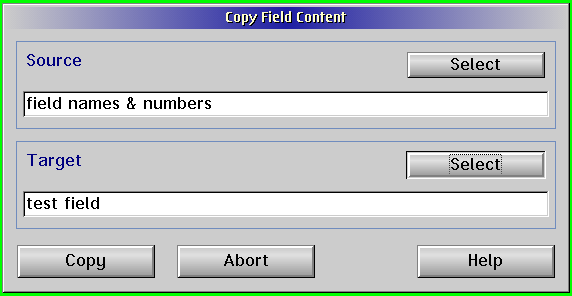 Copy Field Content
Source
Select
field names & numbers
Target
Select
test field
Copy
Abort
Help